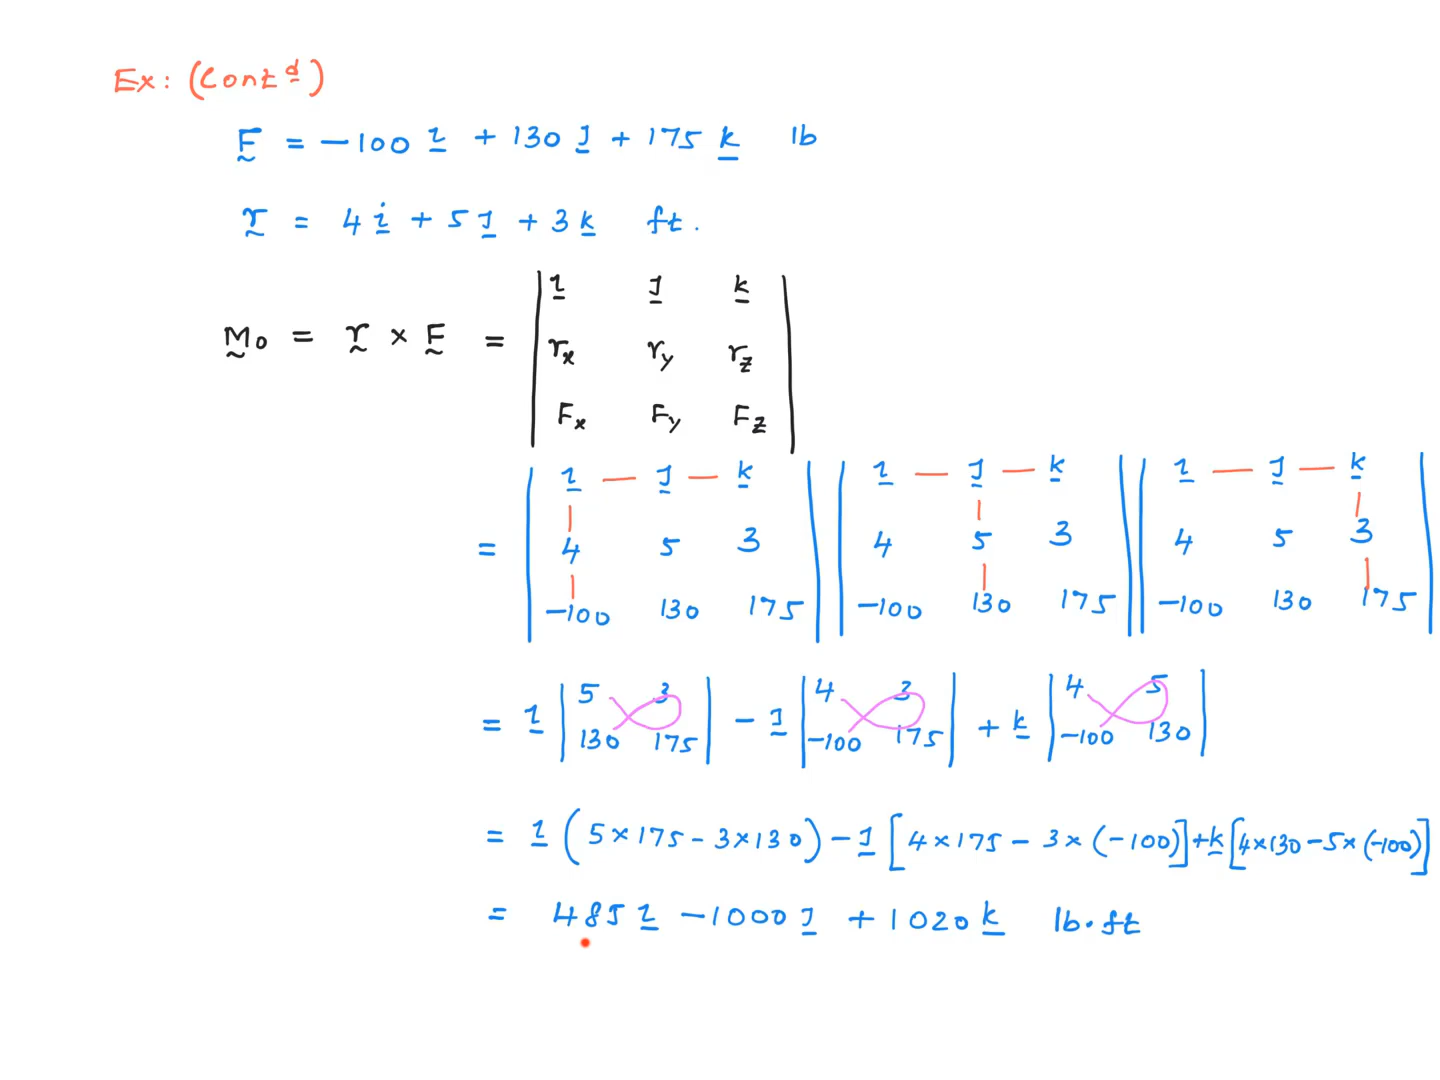 Ex: (Contd)
F = -100 i + 130 j + 175 k lb
r = 4 i + 5 j + 3 k ft.
i j k
Mo = r × F = rx ry rz
Fx Fy Fz
i — j — k i — j — k i — j — k
= 4 5 3 4 5 3 4 5 3
-100 130 175 -100 130 175 -100 130 175
= i | 5 3 | - j | 4 3 | + k | 4 5 |
130 175 -100 175 -100 130
= i (5×175 - 3×130) - j [4×175 - 3×(-100)] + k [4×130 - 5×(-100)]
= 485 i - 1000 j + 1020 k lb·ft